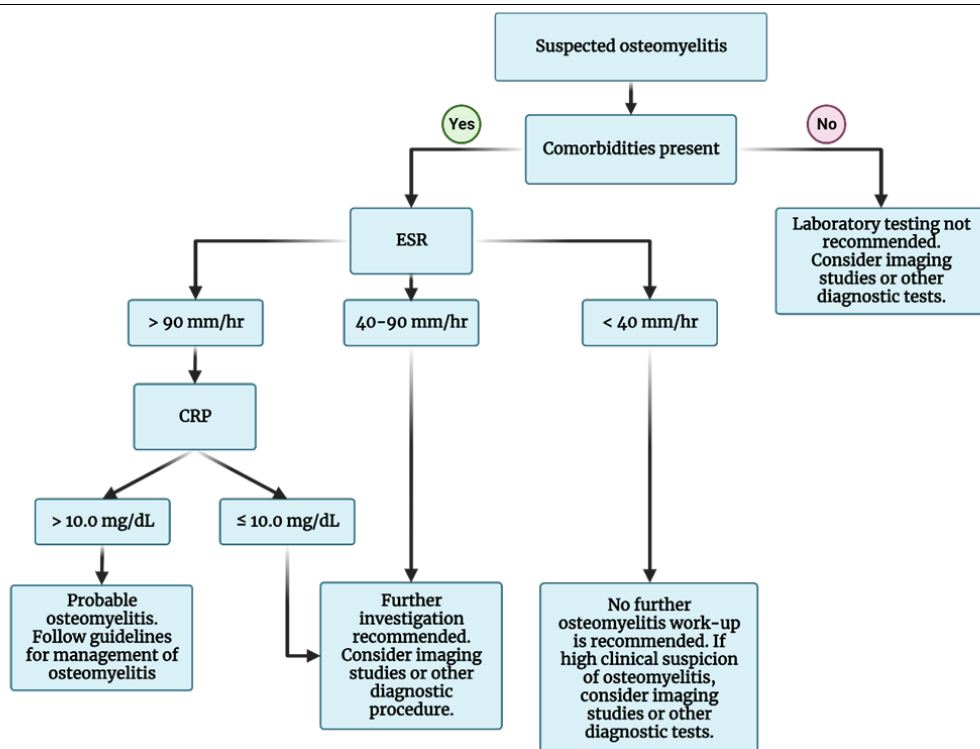 Suspected osteomyelitis
Yes
No
Comorbidities present
ESR
Laboratory testing not
recommended.
Consider imaging
studies or other
diagnostic tests.
> 90 mm/hr
40-90 mm/hr
< 40 mm/hr
CRP
> 10.0 mg/dL
≤ 10.0 mg/dL
Probable
osteomyelitis.
Follow guidelines
for management of
osteomyelitis
Further
investigation
recommended.
Consider imaging
studies or other
diagnostic
procedure.
No further
osteomyelitis work-up
is recommended. If
high clinical suspicion
of osteomyelitis,
consider imaging
studies or other
diagnostic tests.